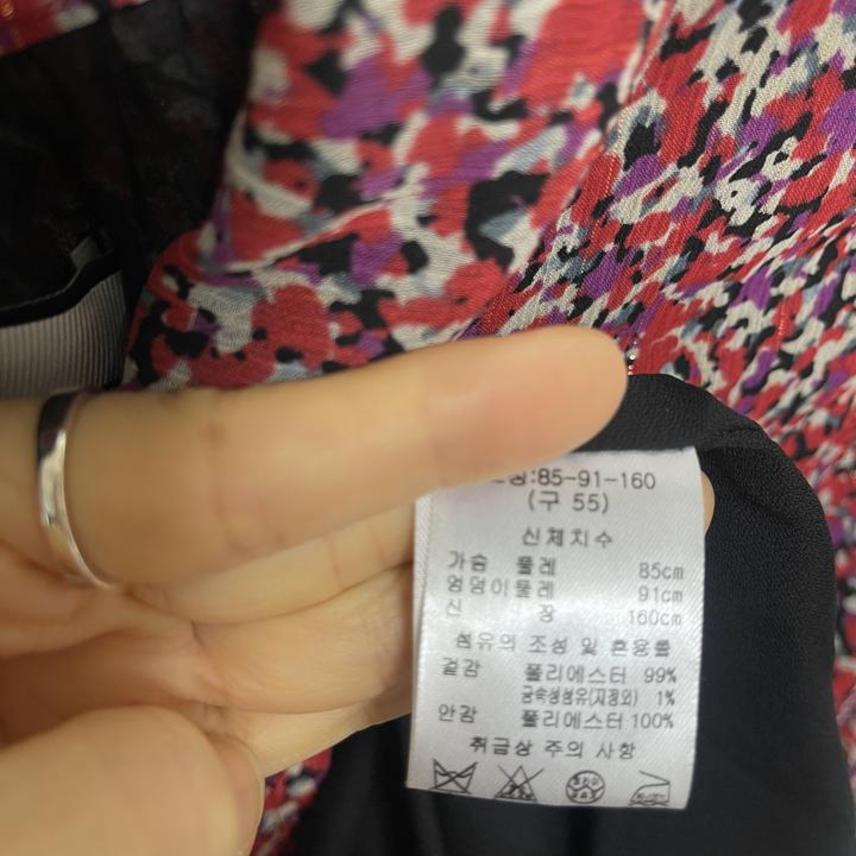 :85-91-160
(구 55)
신체치수
가슴 둘레 85cm
엉덩이둘레 91cm
신 장 160cm
섬유의 조성 및 혼용률
겉감 폴리에스터 99%
금속성섬유(지정외) 1%
안감 폴리에스터 100%
취급상 주의 사항